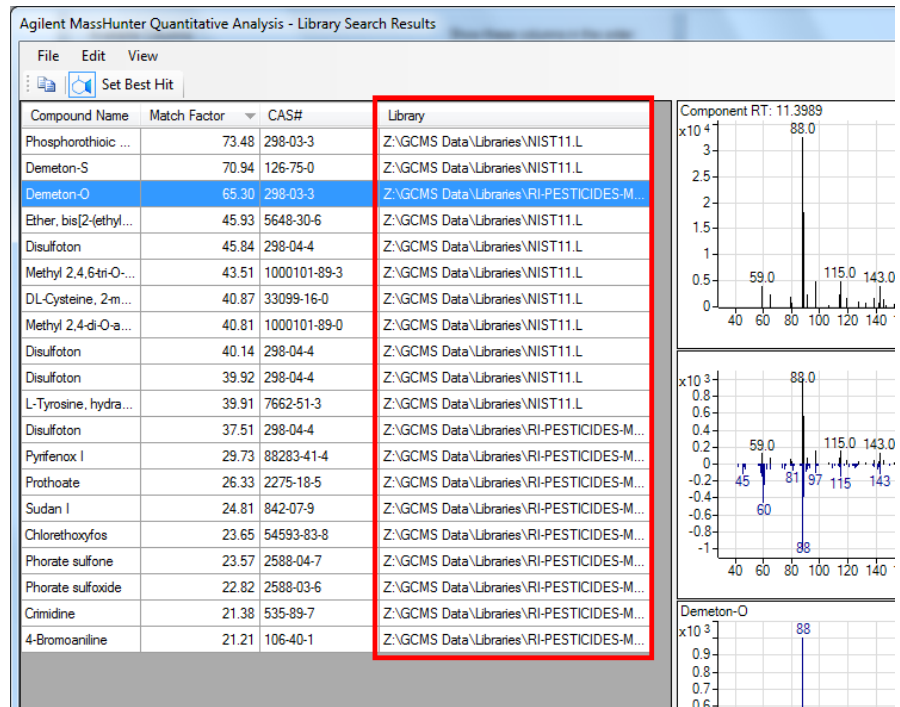 Agilent MassHunter Quantitative Analysis - Library Search Results
File Edit View
Set Best Hit
Compound Name Match Factor CAS# Library
Phosphorothioic ... 73.48 298-03-3 Z:\GCMS Data\Libraries\NIST11.L
Demeton-S 70.94 126-75-0 Z:\GCMS Data\Libraries\NIST11.L
Demeton-O 65.30 298-03-3 Z:\GCMS Data\Libraries\RI-PESTICIDES-M...
Ether, bis[2-(ethyl... 45.93 5648-30-6 Z:\GCMS Data\Libraries\NIST11.L
Disulfoton 45.84 298-04-4 Z:\GCMS Data\Libraries\NIST11.L
Methyl 2,4,6-tri-O-... 43.51 1000101-89-3 Z:\GCMS Data\Libraries\NIST11.L
DL-Cysteine, 2-m... 40.87 33099-16-0 Z:\GCMS Data\Libraries\NIST11.L
Methyl 2,4-di-O-a... 40.81 1000101-89-0 Z:\GCMS Data\Libraries\NIST11.L
Disulfoton 40.14 298-04-4 Z:\GCMS Data\Libraries\NIST11.L
Disulfoton 39.92 298-04-4 Z:\GCMS Data\Libraries\NIST11.L
L-Tyrosine, hydra... 39.91 7662-51-3 Z:\GCMS Data\Libraries\NIST11.L
Disulfoton 37.51 298-04-4 Z:\GCMS Data\Libraries\RI-PESTICIDES-M...
Pyrifenox I 29.73 88283-41-4 Z:\GCMS Data\Libraries\RI-PESTICIDES-M...
Prothoate 26.33 2275-18-5 Z:\GCMS Data\Libraries\RI-PESTICIDES-M...
Sudan I 24.81 842-07-9 Z:\GCMS Data\Libraries\RI-PESTICIDES-M...
Chlorethoxyfos 23.65 54593-83-8 Z:\GCMS Data\Libraries\RI-PESTICIDES-M...
Phorate sulfone 23.57 2588-04-7 Z:\GCMS Data\Libraries\RI-PESTICIDES-M...
Phorate sulfoxide 22.82 2588-03-6 Z:\GCMS Data\Libraries\RI-PESTICIDES-M...
Crimidine 21.38 535-89-7 Z:\GCMS Data\Libraries\RI-PESTICIDES-M...
4-Bromoaniline 21.21 106-40-1 Z:\GCMS Data\Libraries\RI-PESTICIDES-M...
Component RT: 11.3989
x10 4 88.0
3
2.5
2
1.5
1
0.5 59.0 115.0 143.0
0
40 60 80 100 120 140
x10 3 88.0
0.8
0.6
0.4
0.2 59.0 115.0 143.0
0
-0.2 45 81 97 115 143
-0.4
-0.6 60
-0.8
-1 88
40 60 80 100 120 140
Demeton-O
x10 3 88
0.9
0.8
0.7
0.6